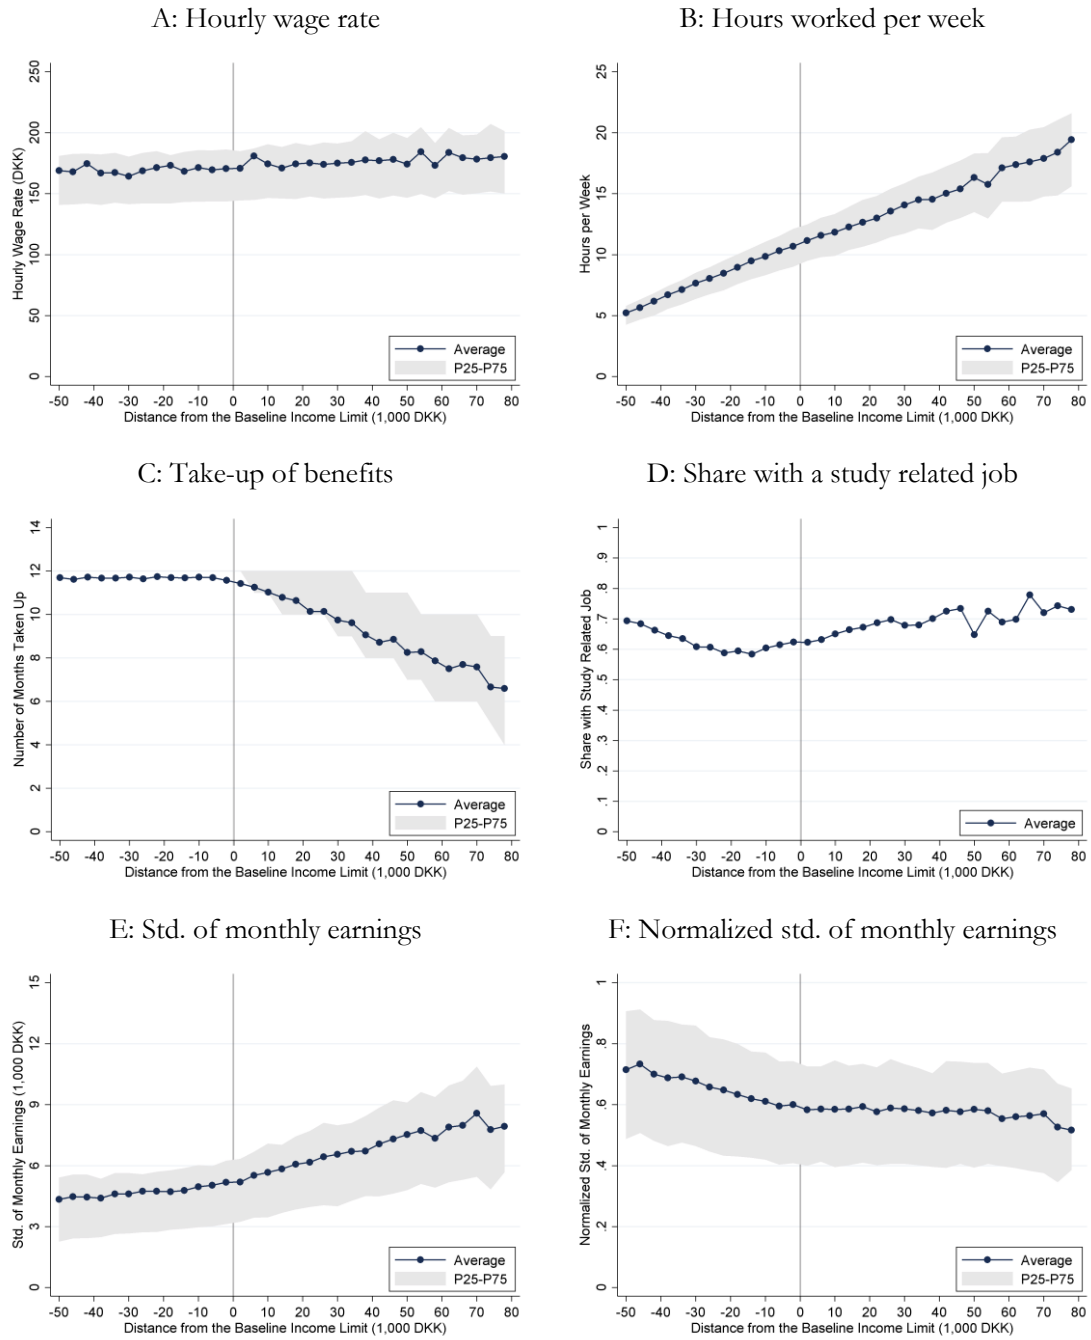 A: Hourly wage rate
Hourly Wage Rate (DKK)
250
200
150
100
50
0
Average
P25-P75
-50 -40 -30 -20 -10 0 10 20 30 40 50 60 70 80
Distance from the Baseline Income Limit (1,000 DKK)
B: Hours worked per week
Hours per Week
25
20
15
10
5
0
Average
P25-P75
-50 -40 -30 -20 -10 0 10 20 30 40 50 60 70 80
Distance from the Baseline Income Limit (1,000 DKK)
C: Take-up of benefits
Number of Months Taken Up
14
12
10
8
6
4
2
0
Average
P25-P75
-50 -40 -30 -20 -10 0 10 20 30 40 50 60 70 80
Distance from the Baseline Income Limit (1,000 DKK)
D: Share with a study related job
Share with Study Related Job
1
.9
.8
.7
.6
.5
.4
.3
.2
.1
0
Average
-50 -40 -30 -20 -10 0 10 20 30 40 50 60 70 80
Distance from the Baseline Income Limit (1,000 DKK)
E: Std. of monthly earnings
Std. of Monthly Earnings (1,000 DKK)
15
12
9
6
3
0
Average
P25-P75
-50 -40 -30 -20 -10 0 10 20 30 40 50 60 70 80
Distance from the Baseline Income Limit (1,000 DKK)
F: Normalized std. of monthly earnings
Normalized Std. of Monthly Earnings
1
.8
.6
.4
.2
0
Average
P25-P75
-50 -40 -30 -20 -10 0 10 20 30 40 50 60 70 80
Distance from the Baseline Income Limit (1,000 DKK)